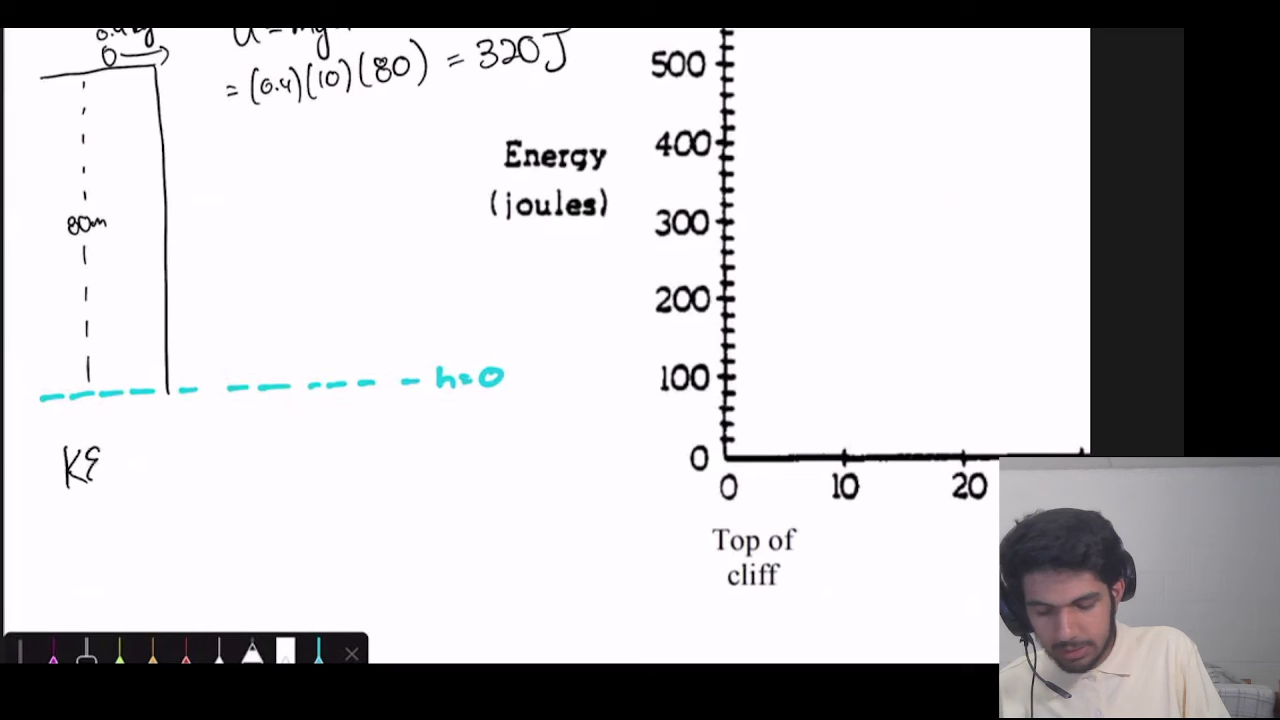 = (0.4)(10)(80) = 320J
80m
h=0
KE
Energy
(joules)
500
400
300
200
100
0
0 10 20
Top of
cliff